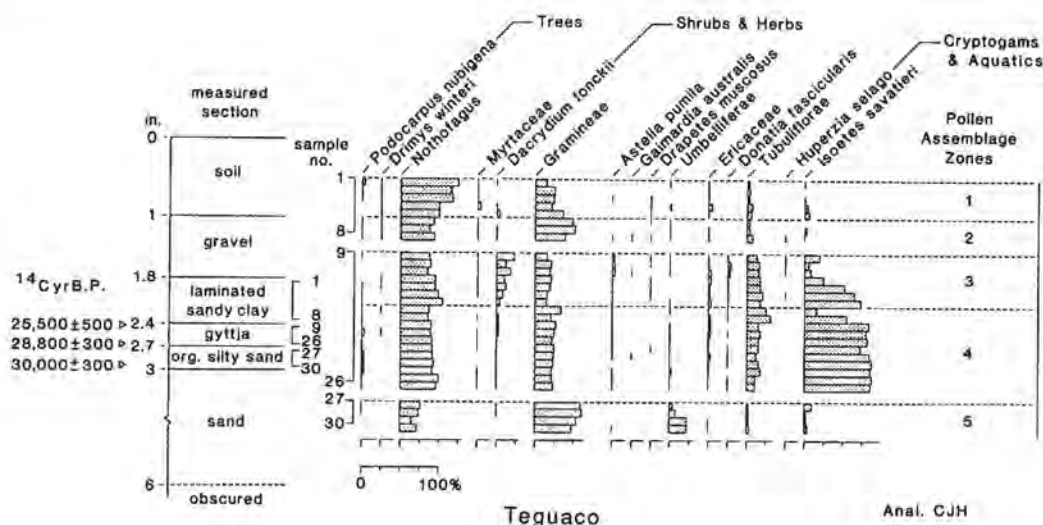 Trees
Shrubs & Herbs
Cryptogams
& Aquatics
measured
section
in.
sample
no.
Podocarpus nubigena
Drimys winteri
Nothofagus
Myrtaceae
Dacrydium fonckii
Gramineae
Astelia pumila
Gaimardia australis
Drapetes muscosus
Umbelliferae
Ericaceae
Donatia fascicularis
Tubuliflorae
Huperzia selago
Isoetes savatieri
Pollen
Assemblage
Zones
0
soil
1
1
1
8
2
gravel
9
3
1.8
14C yr B.P.
laminated
sandy clay
1
8
25,500±500 2.4
gyttja
9
26
4
28,800±300 2.7
org. silty sand
27
30
30,000±300 3
26
27
sand
30
5
6
obscured
0 100%
Teguaco
Anal. CJH